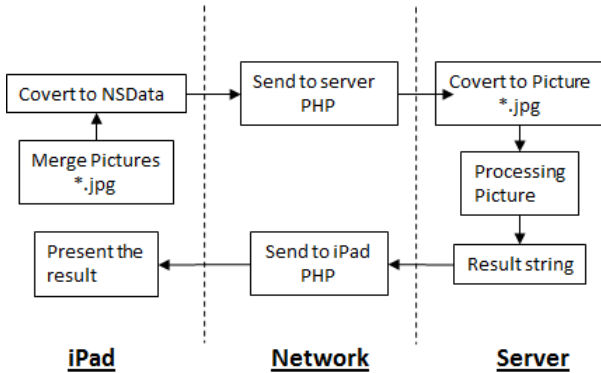 Covert to NSData
Send to server
PHP
Covert to Picture
*.jpg
Merge Pictures
*.jpg
Processing
Picture
Present the
result
Send to iPad
PHP
Result string
iPad
Network
Server